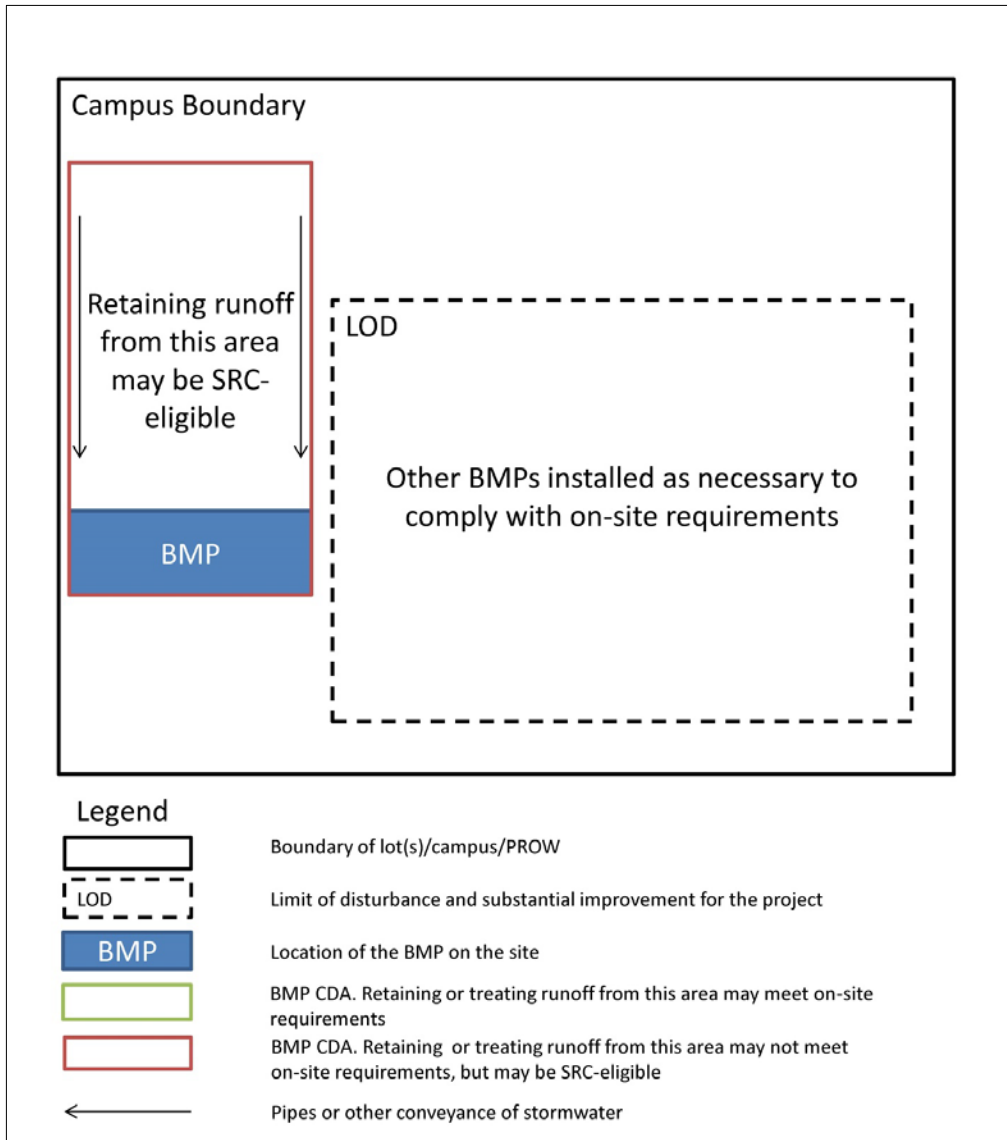 Campus Boundary
Retaining runoff
from this area
may be SRC-
eligible
BMP
LOD
Other BMPs installed as necessary to
comply with on-site requirements
Legend
Boundary of lot(s)/campus/PROW
LOD
Limit of disturbance and substantial improvement for the project
BMP
Location of the BMP on the site
BMP CDA. Retaining or treating runoff from this area may meet on-site
requirements
BMP CDA. Retaining or treating runoff from this area may not meet
on-site requirements, but may be SRC-eligible
Pipes or other conveyance of stormwater